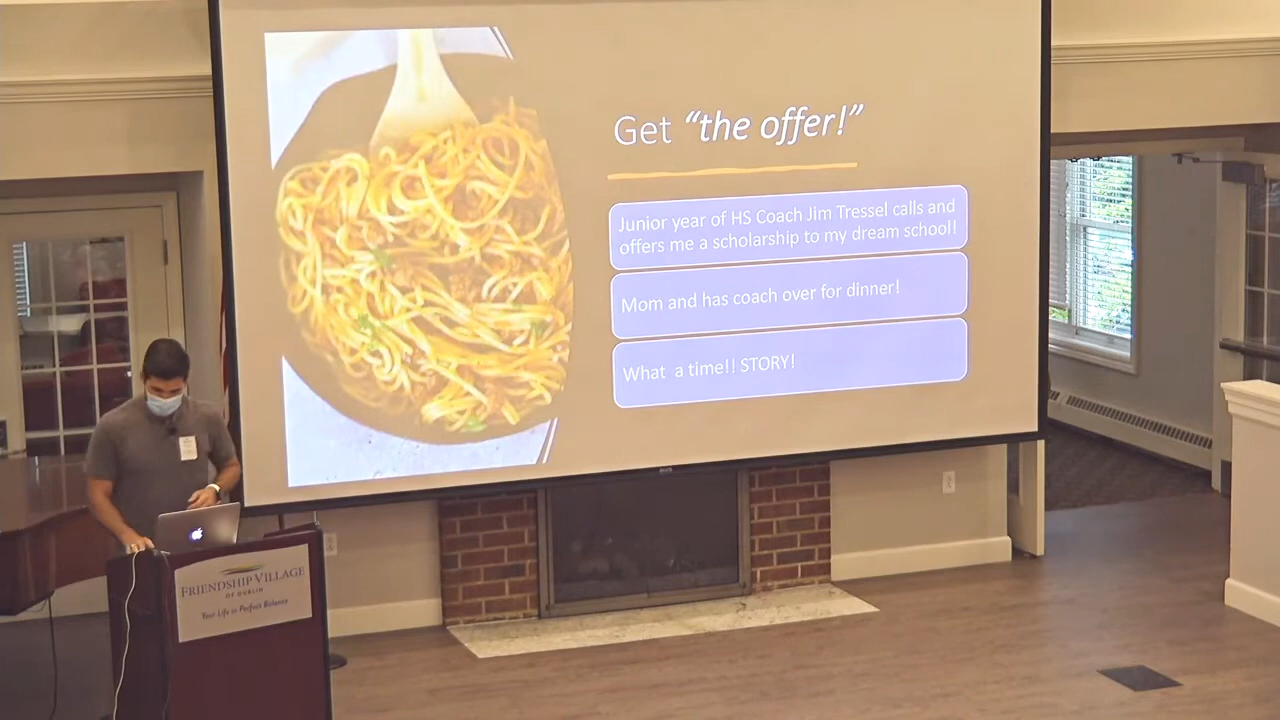 Get “the offer!”
Junior year of HS Coach Jim Tressel calls and
offers me a scholarship to my dream school!
Mom and has coach over for dinner!
What a time!! STORY!
FRIENDSHIP VILLAGE
OF DUBLIN
Your Life in Perfect Balance